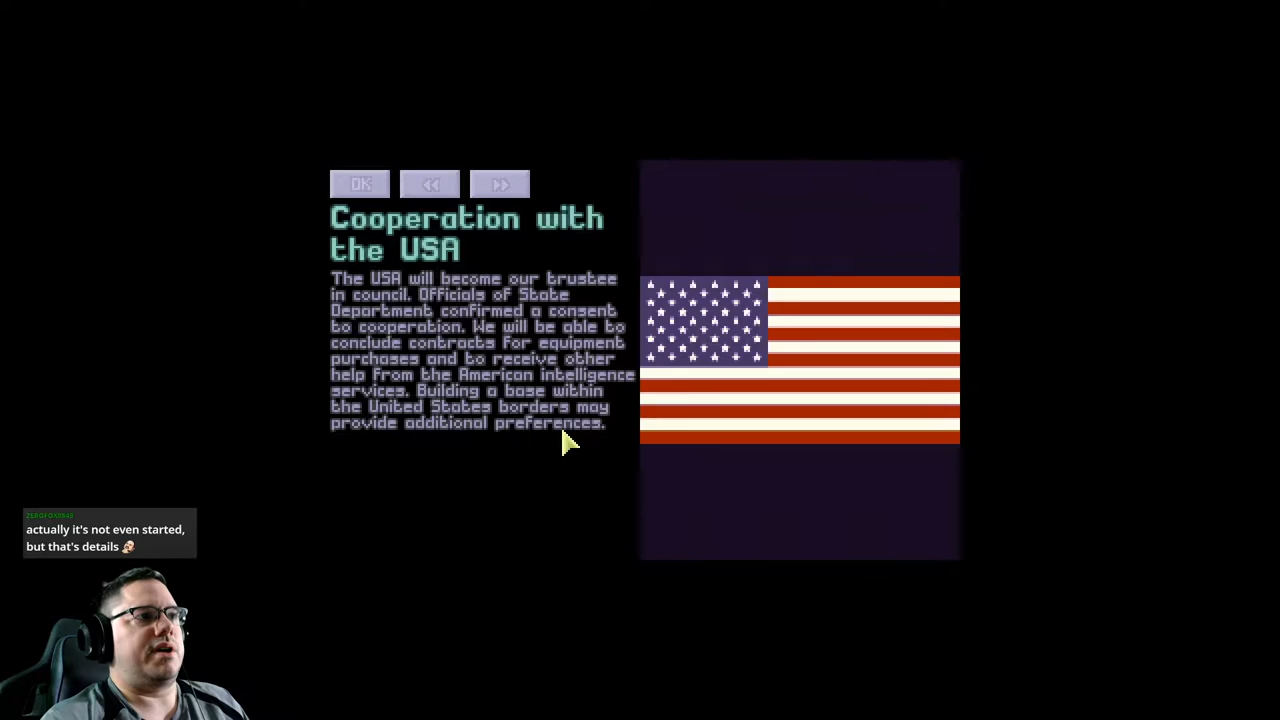 OK
Cooperation with
the USA
The USA will become our trustee
in council. Officials of State
Department confirmed a consent
to cooperation. We will be able to
conclude contracts for equipment
purchases and to receive other
help from the American intelligence
services. Building a base within
the United States borders may
provide additional preferences.
actually it's not even started,
but that's details